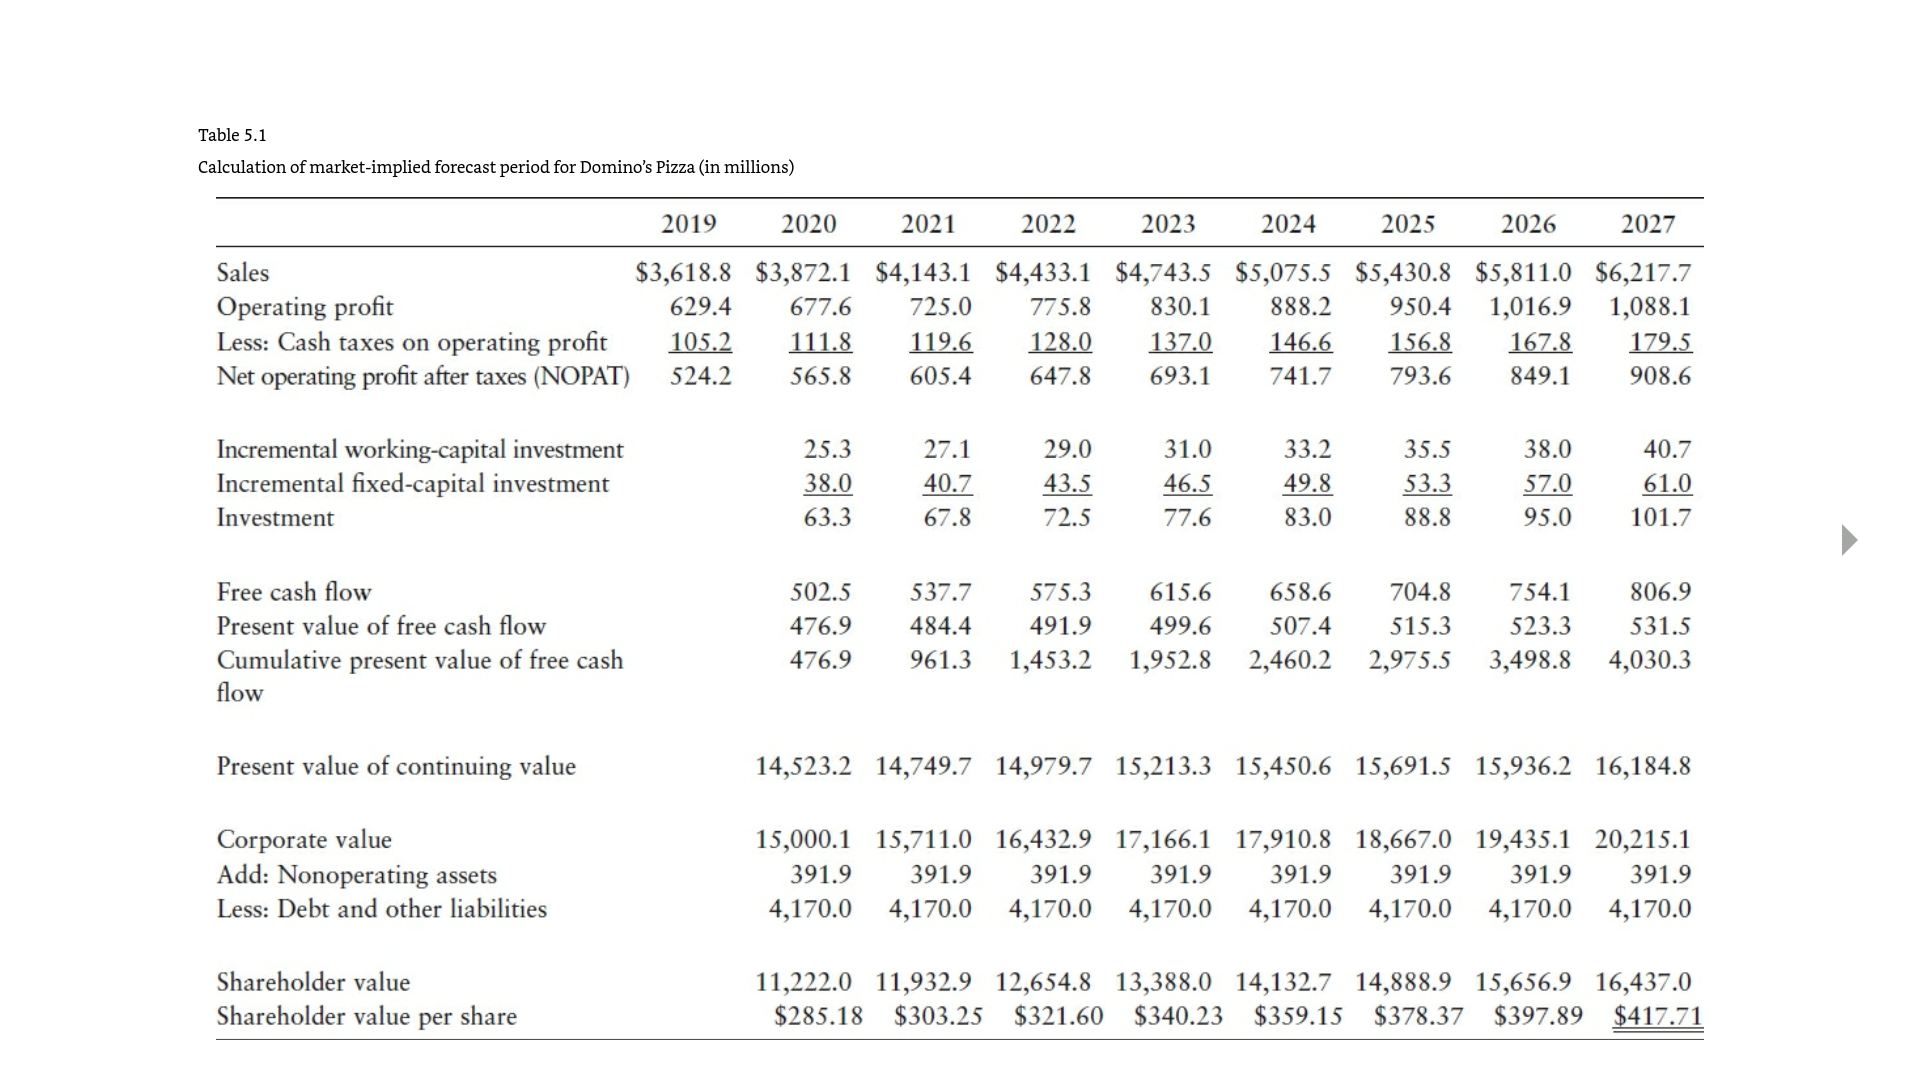 Table 5.1
Calculation of market-implied forecast period for Domino’s Pizza (in millions)
2019 2020 2021 2022 2023 2024 2025 2026 2027
Sales $3,618.8 $3,872.1 $4,143.1 $4,433.1 $4,743.5 $5,075.5 $5,430.8 $5,811.0 $6,217.7
Operating profit 629.4 677.6 725.0 775.8 830.1 888.2 950.4 1,016.9 1,088.1
Less: Cash taxes on operating profit 105.2 111.8 119.6 128.0 137.0 146.6 156.8 167.8 179.5
Net operating profit after taxes (NOPAT) 524.2 565.8 605.4 647.8 693.1 741.7 793.6 849.1 908.6
Incremental working-capital investment 25.3 27.1 29.0 31.0 33.2 35.5 38.0 40.7
Incremental fixed-capital investment 38.0 40.7 43.5 46.5 49.8 53.3 57.0 61.0
Investment 63.3 67.8 72.5 77.6 83.0 88.8 95.0 101.7
Free cash flow 502.5 537.7 575.3 615.6 658.6 704.8 754.1 806.9
Present value of free cash flow 476.9 484.4 491.9 499.6 507.4 515.3 523.3 531.5
Cumulative present value of free cash 476.9 961.3 1,453.2 1,952.8 2,460.2 2,975.5 3,498.8 4,030.3
flow
Present value of continuing value 14,523.2 14,749.7 14,979.7 15,213.3 15,450.6 15,691.5 15,936.2 16,184.8
Corporate value 15,000.1 15,711.0 16,432.9 17,166.1 17,910.8 18,667.0 19,435.1 20,215.1
Add: Nonoperating assets 391.9 391.9 391.9 391.9 391.9 391.9 391.9 391.9
Less: Debt and other liabilities 4,170.0 4,170.0 4,170.0 4,170.0 4,170.0 4,170.0 4,170.0 4,170.0
Shareholder value 11,222.0 11,932.9 12,654.8 13,388.0 14,132.7 14,888.9 15,656.9 16,437.0
Shareholder value per share $285.18 $303.25 $321.60 $340.23 $359.15 $378.37 $397.89 $417.71